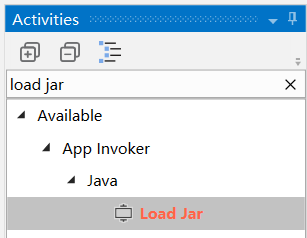 Activities
load jar
Available
App Invoker
Java
Load Jar